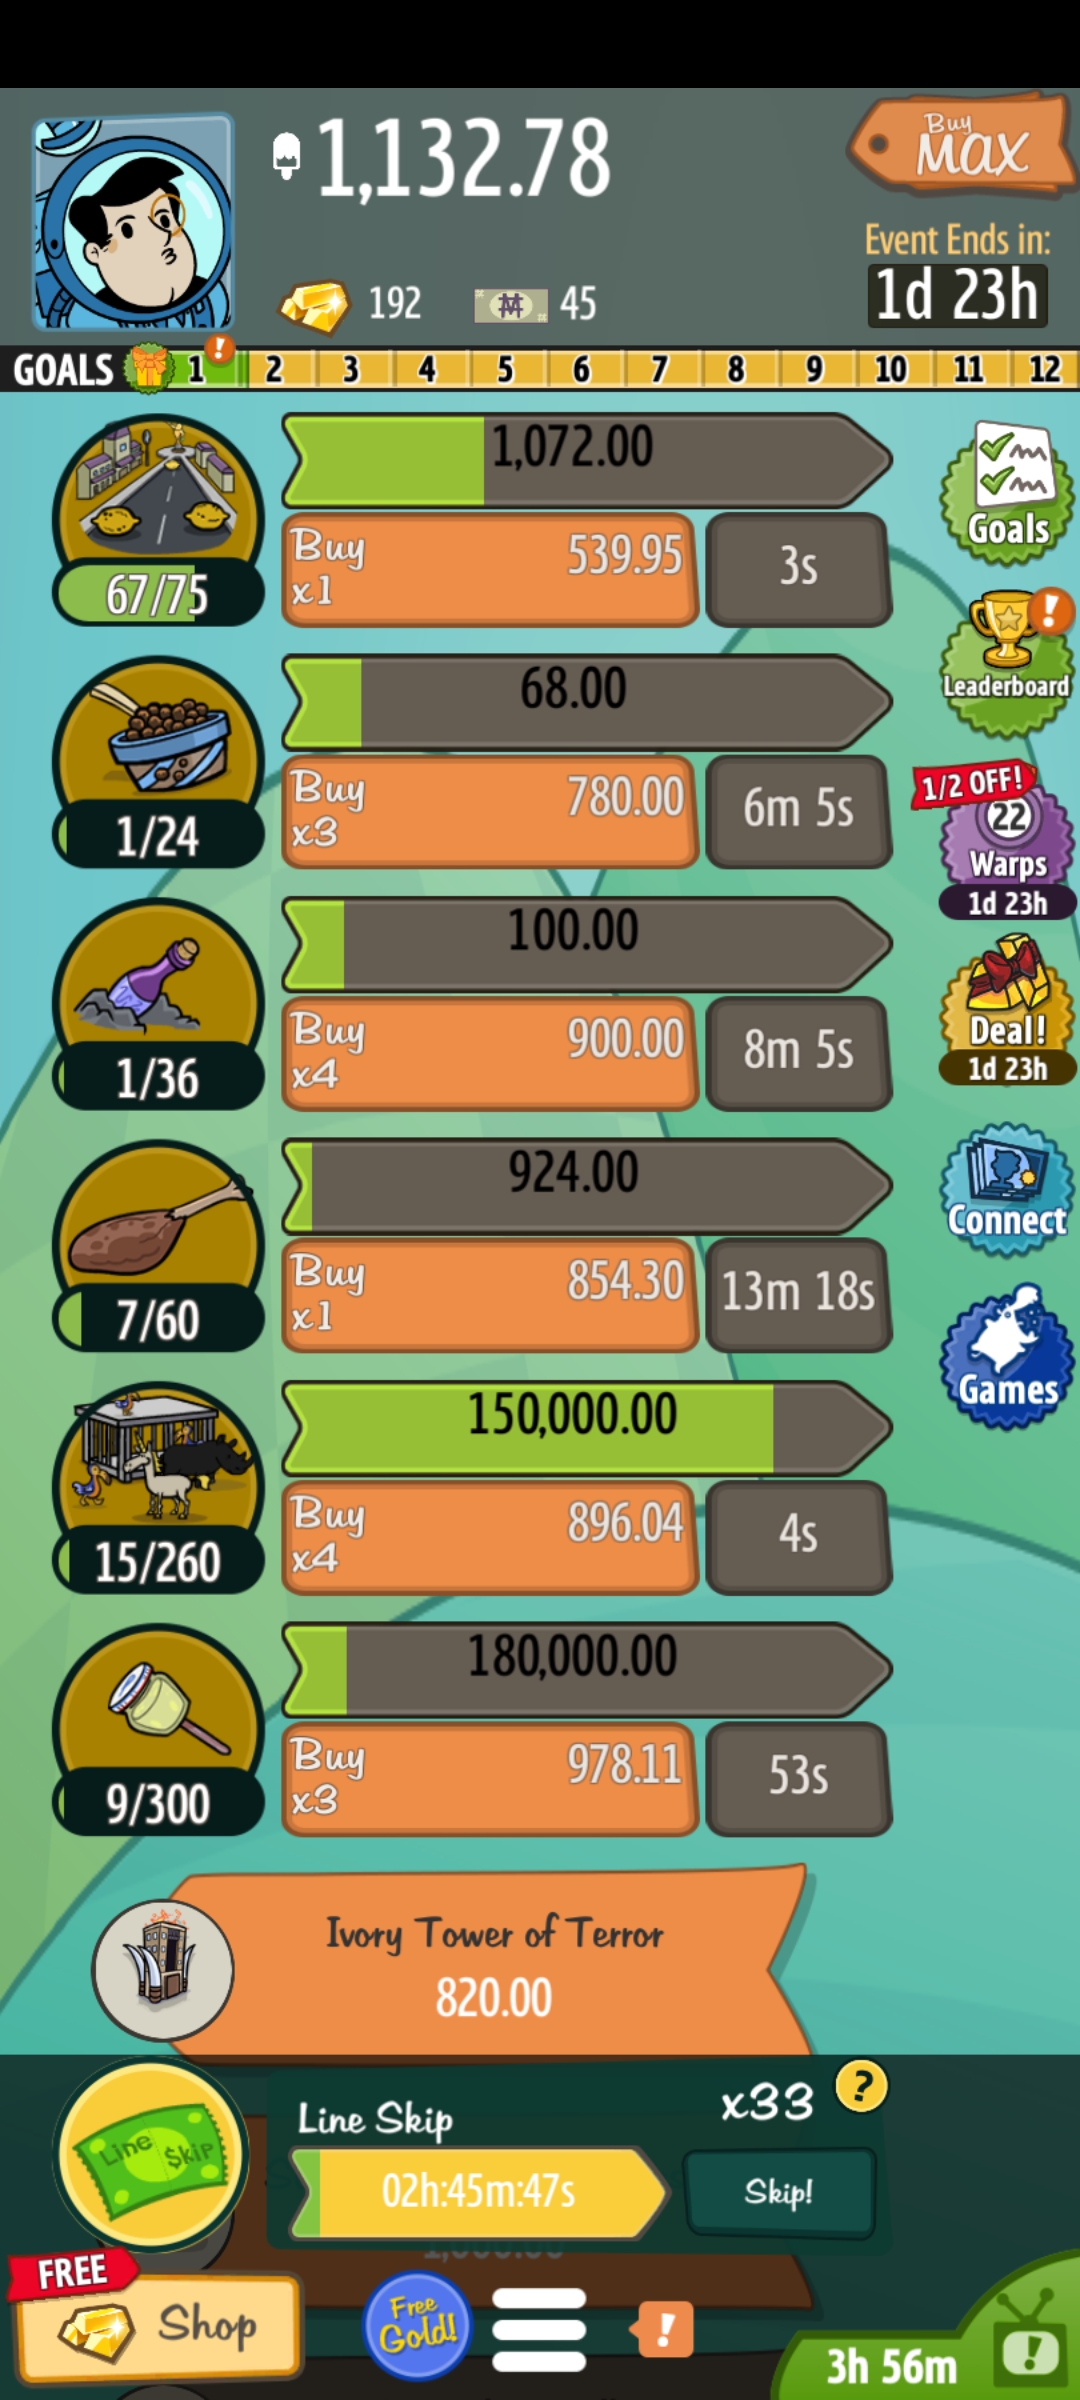 1,132.78
Buy
MAX
Event Ends in:
1d 23h
192
45
GOALS 1 ! 2 3 4 5 6 7 8 9 10 11 12
1,072.00
Buy
x1
539.95
3s
67/75
Goals
68.00
Buy
x3
780.00
6m 5s
1/24
!
Leaderboard
1/2 OFF!
22
Warps
1d 23h
100.00
Buy
x4
900.00
8m 5s
1/36
Deal!
1d 23h
924.00
Buy
x1
854.30
13m 18s
7/60
Connect
150,000.00
Buy
x4
896.04
4s
15/260
Games
180,000.00
Buy
x3
978.11
53s
9/300
Ivory Tower of Terror
820.00
Line $kip
Line Skip
x33
?
02h:45m:47s
Skip!
FREE
Shop
Free
Gold!
!
3h 56m
!